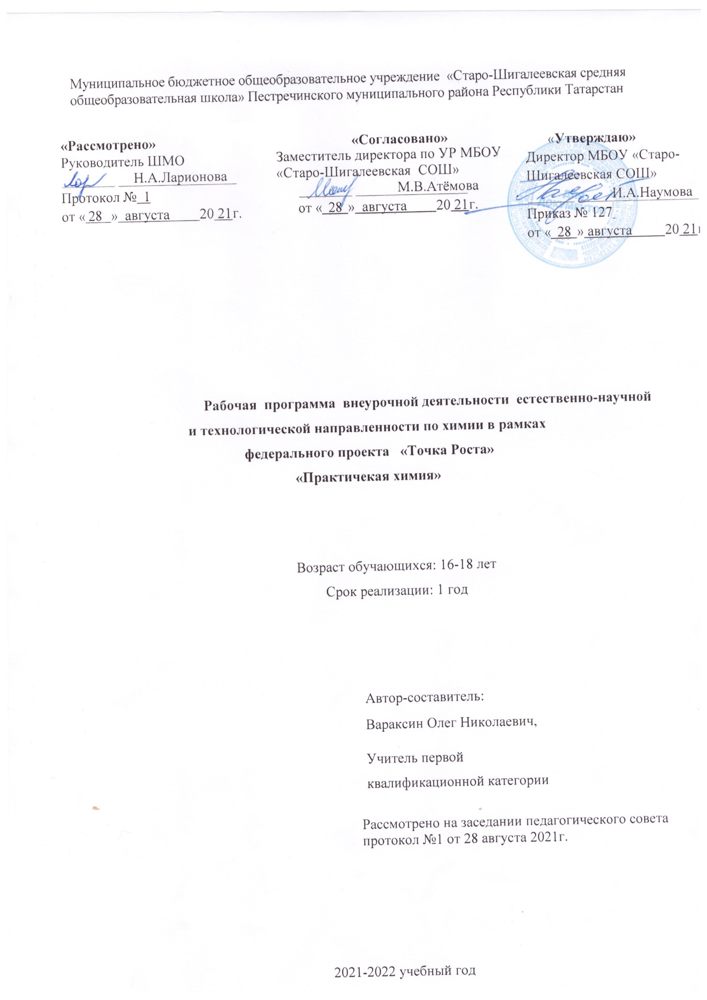 Муниципальное бюджетное общеобразовательное учреждение «Старо-Шигалеевская средняя
общеобразовательная школа» Пестречинского муниципального района Республики Татарстан
«Рассмотрено»
Руководитель ШМО
Н.А.Ларионова
Протокол № 1
от « 28 » августа 20 21г.
«Согласовано»
Заместитель директора по УР МБОУ
«Старо-Шигалеевская СОШ»
М.В.Атёмова
от « 28 » августа 20 21г.
«Утверждаю»
Директор МБОУ «Старо-
Шигалеевская СОШ»
И.А.Наумова
Приказ № 127
от « 28 » августа 20 21г
ДОКУМЕНТОВ
Рабочая программа внеурочной деятельности естественно-научной
и технологической направленности по химии в рамках
федерального проекта «Точка Роста»
«Практичекая химия»
Возраст обучающихся: 16-18 лет
Срок реализации: 1 год
Автор-составитель:
Вараксин Олег Николаевич,
Учитель первой
квалификационной категории
Рассмотрено на заседании педагогического совета
протокол №1 от 28 августа 2021г.
2021-2022 учебный год